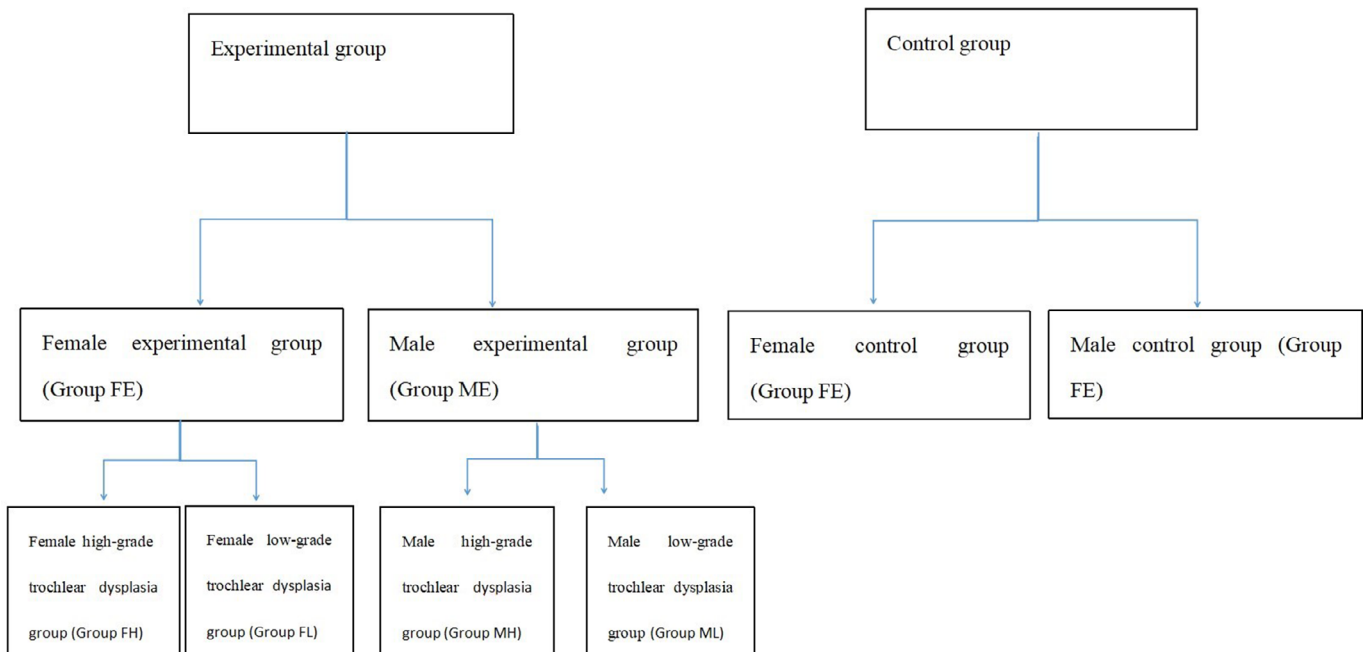 Experimental group
Control group
Female experimental group
(Group FE)
Male experimental group
(Group ME)
Female control group
(Group FE)
Male control group (Group
FE)
Female high-grade
trochlear dysplasia
group (Group FH)
Female low-grade
trochlear dysplasia
group (Group FL)
Male high-grade
trochlear dysplasia
group (Group MH)
Male low-grade
trochlear dysplasia
group (Group ML)